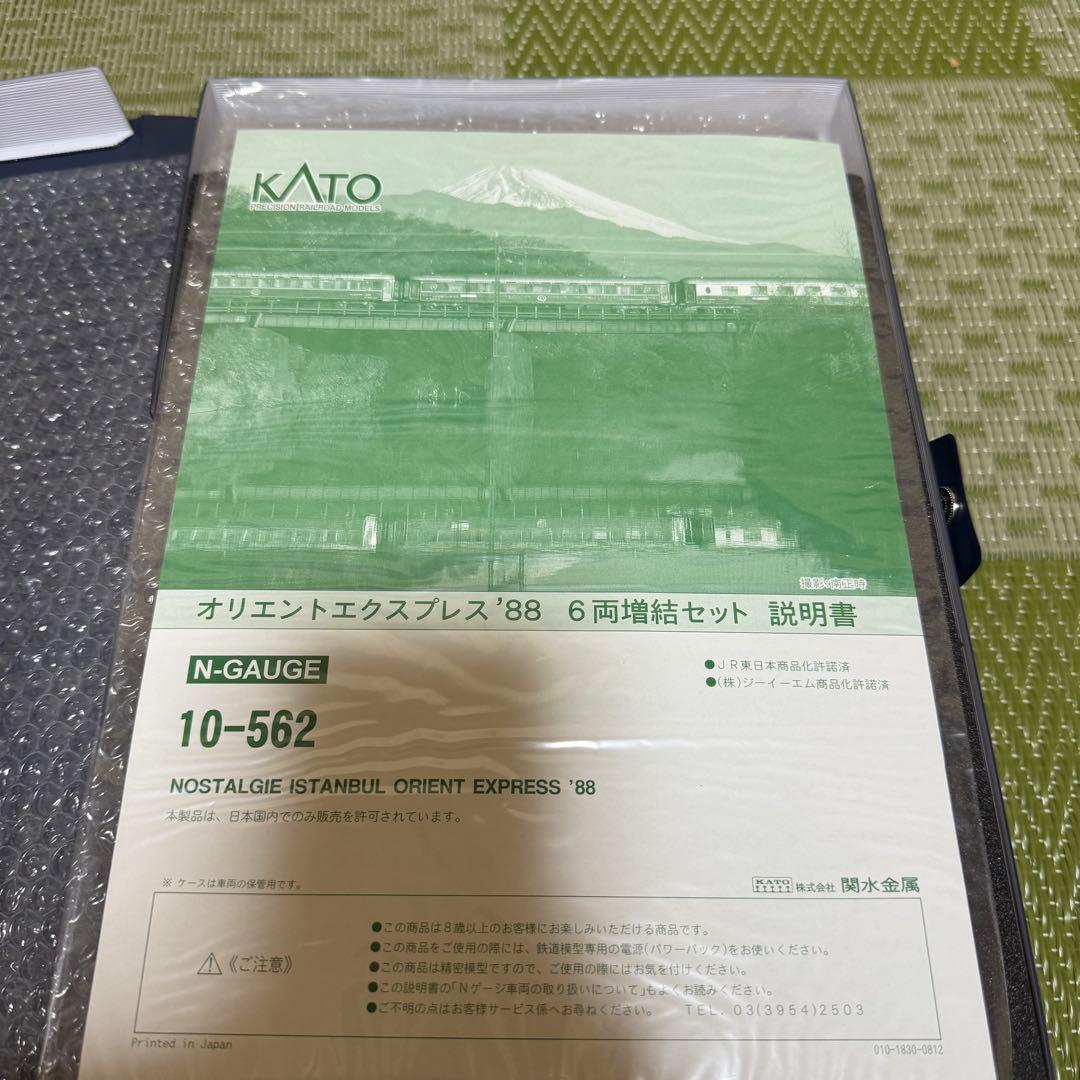 KATO
PRECISION RAILROAD MODELS
撮影:南正時
オリエントエクスプレス'88 6両増結セット 説明書
N-GAUGE
●JR東日本商品化許諾済
●(株)ジーイーエム商品化許諾済
10-562
NOSTALGIE ISTANBUL ORIENT EXPRESS '88
本製品は、日本国内でのみ販売を許可されています。
※ ケースは車両の保管用です。
KATO 株式会社 関水金属
⚠《ご注意》
●この商品は8歳以上のお客様にお楽しみいただける商品です。
●この商品をご使用の際には、鉄道模型専用の電源(パワーパック)をお使いください。
●この商品は精密模型ですので、ご使用の際にはお気を付けください。
●この説明書の「Nゲージ車両の取り扱いについて」もよくお読みください。
●ご不明の点はお客様サービス係へお尋ねください。 TEL. 03(3954)2503
Printed in Japan
010-1830-0812